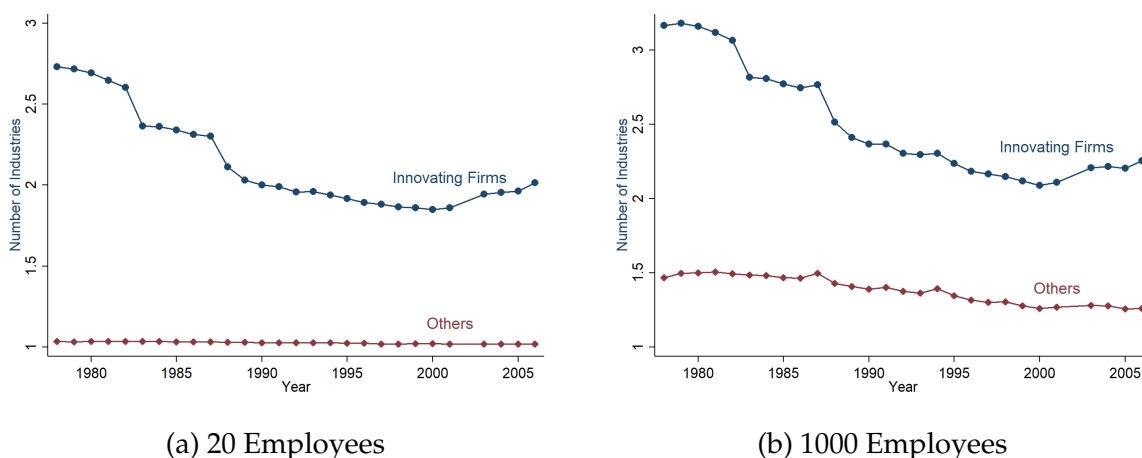 Number of Industries
3
2.5
2
1.5
1
Innovating Firms
Others
1980 1985 1990 1995 2000 2005
Year
(a) 20 Employees
Number of Industries
3
2.5
2
1.5
1
Innovating Firms
Others
1980 1985 1990 1995 2000 2005
Year
(b) 1000 Employees